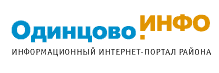 Одинцово.ИНФО
ИНФОРМАЦИОННЫЙ ИНТЕРНЕТ-ПОРТАЛ РАЙОНА